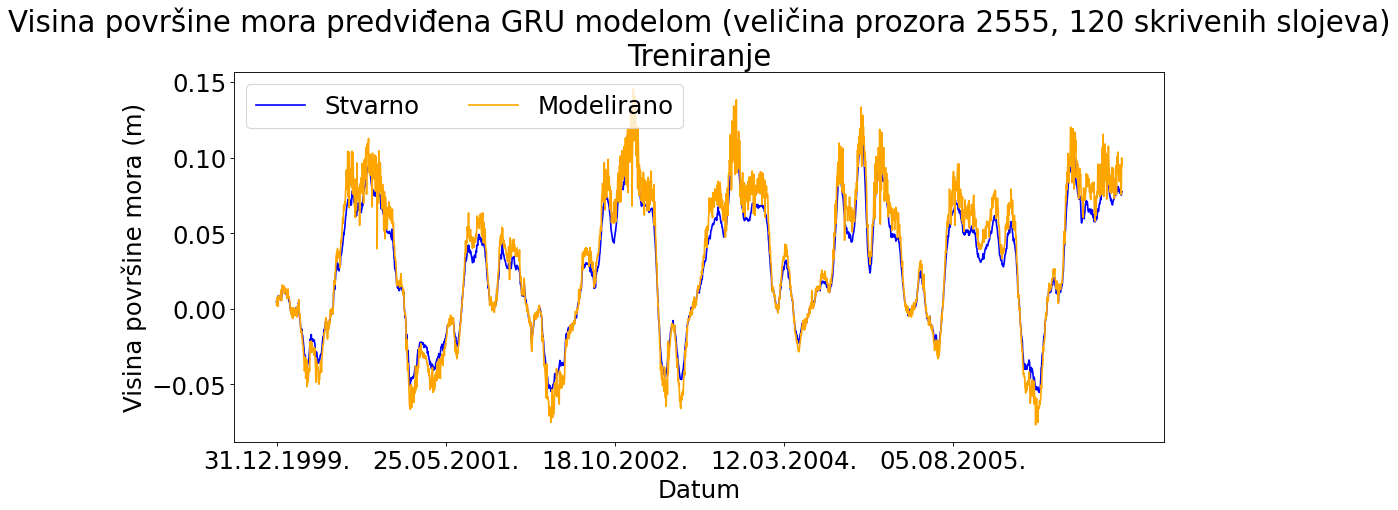 Visina površine mora predviđena GRU modelom (veličina prozora 2555, 120 skrivenih slojeva)
Treniranje
Stvarno
Modelirano
Visina površine mora (m)
0.15
0.10
0.05
0.00
−0.05
31.12.1999.
25.05.2001.
18.10.2002.
12.03.2004.
05.08.2005.
Datum